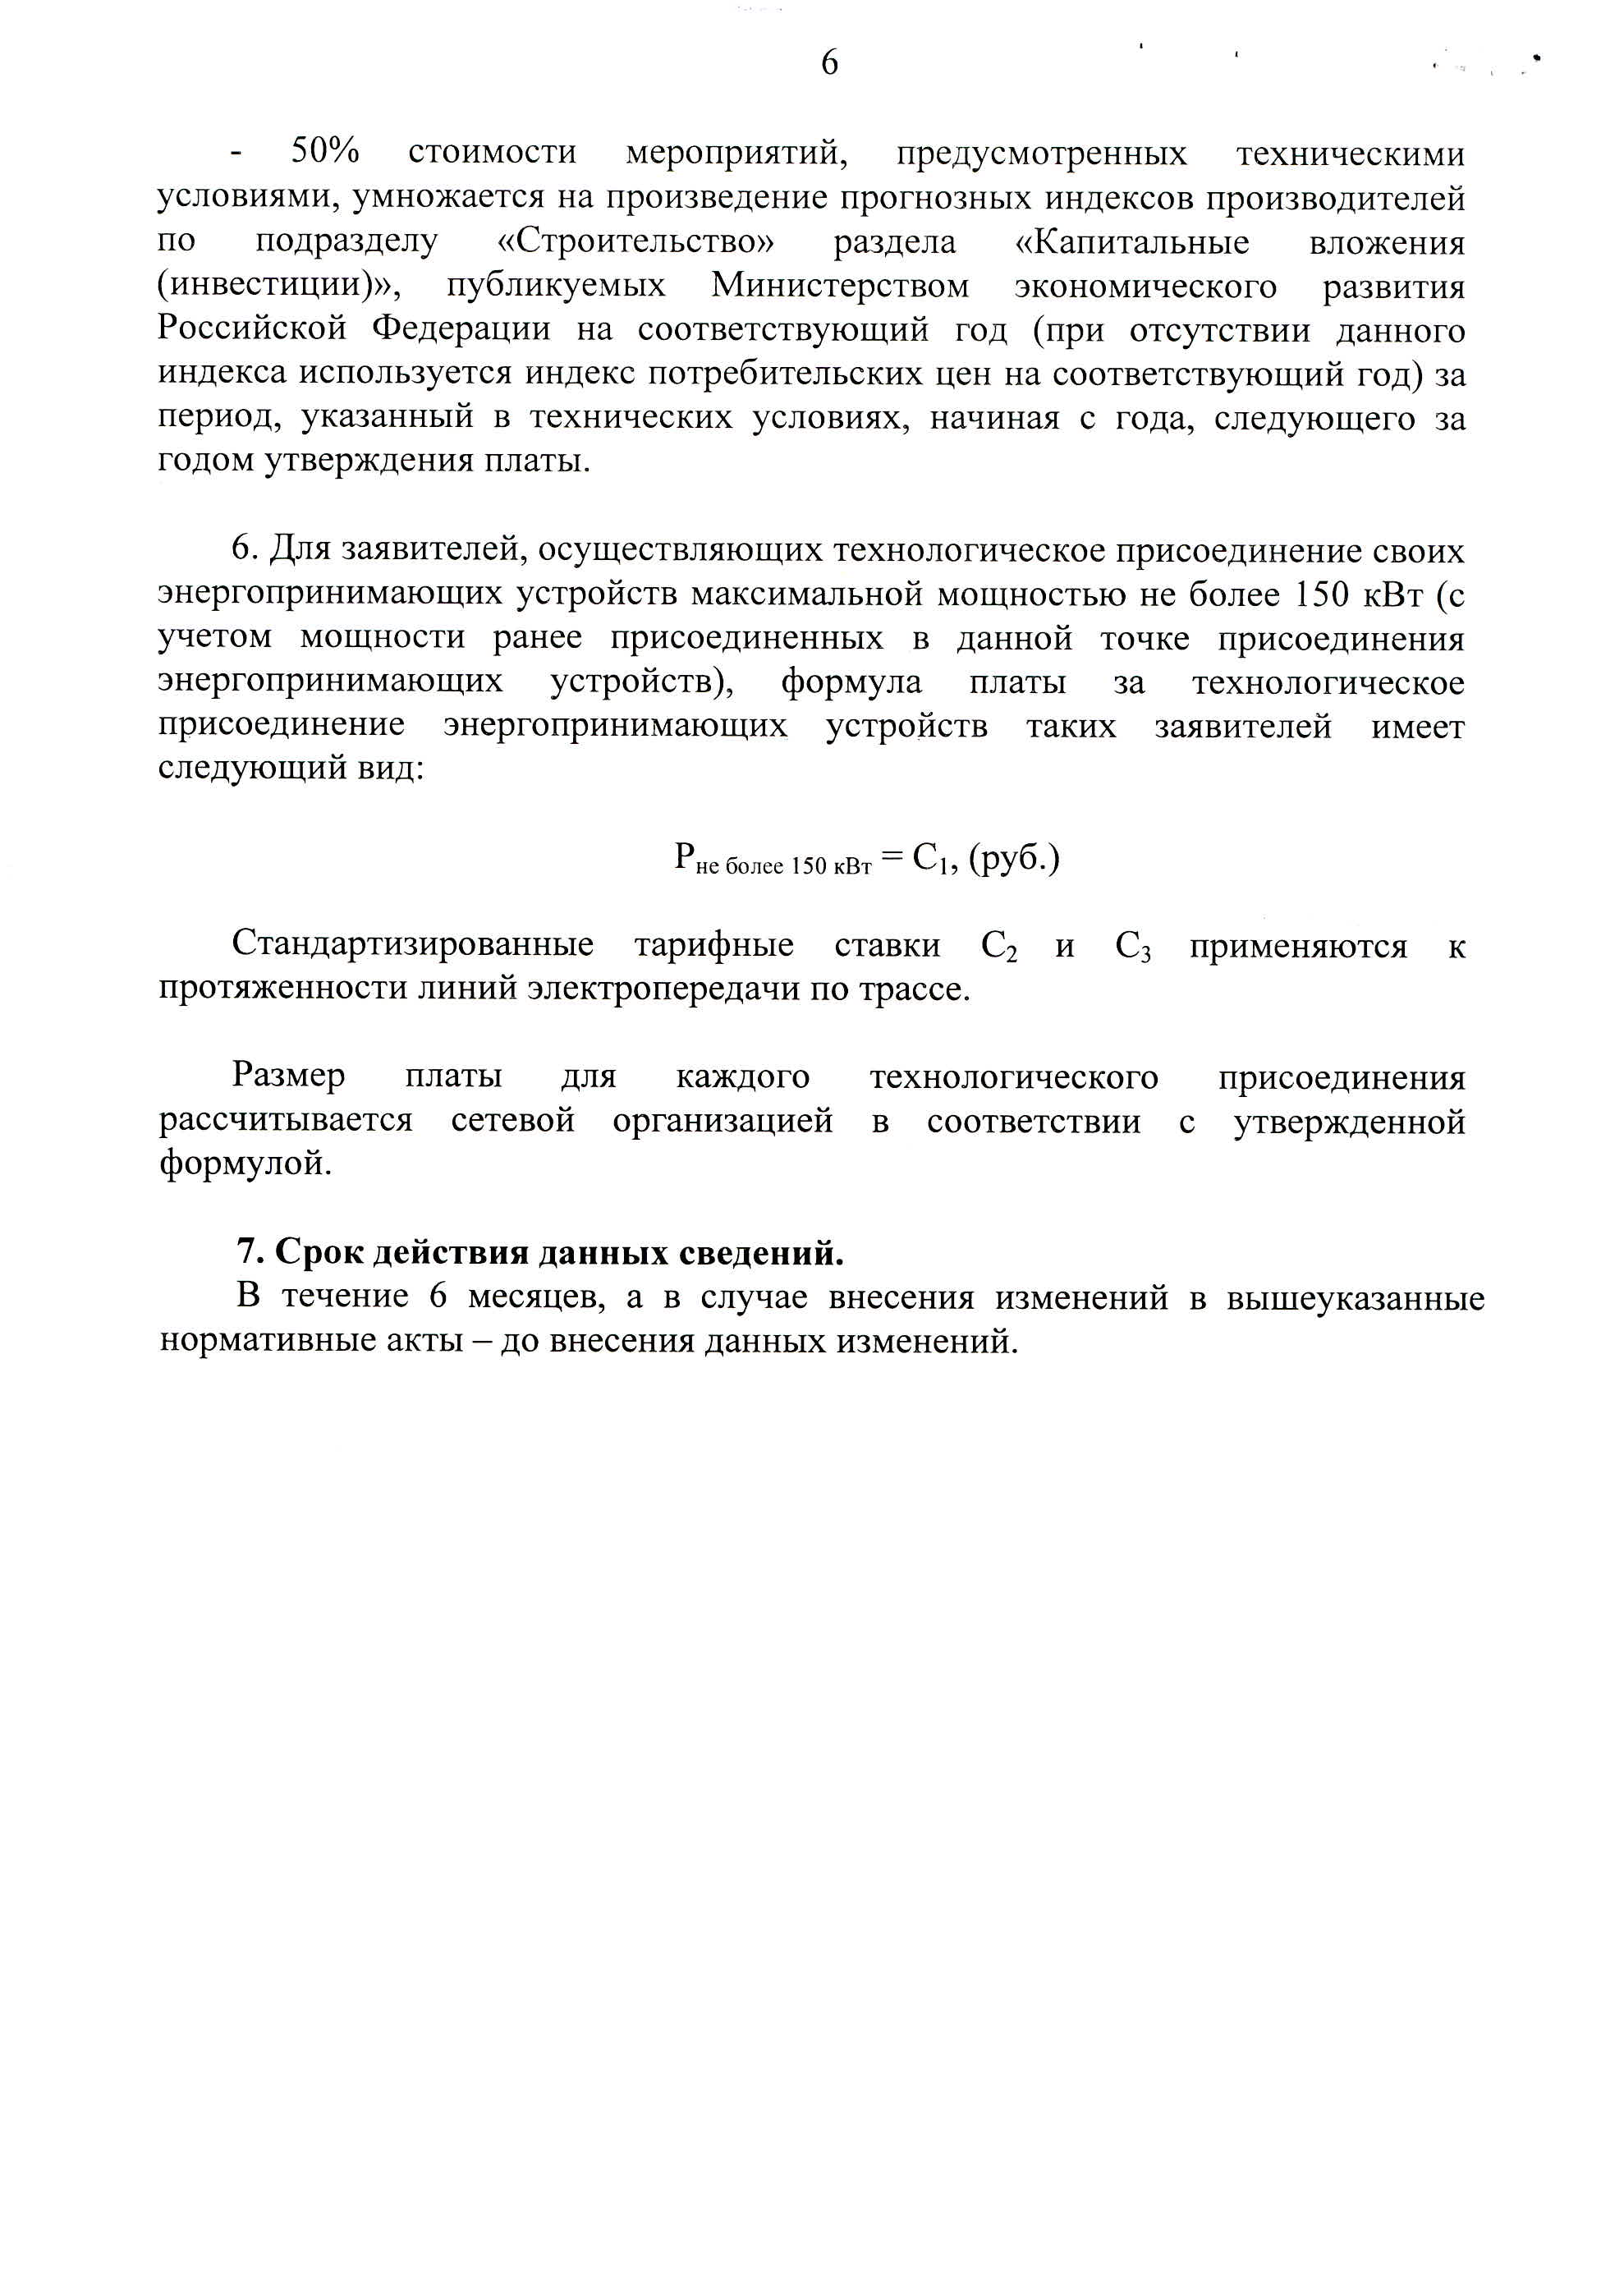 6
- 50% стоимости мероприятий, предусмотренных техническими
условиями, умножается на произведение прогнозных индексов производителей
по подразделу «Строительство» раздела «Капитальные вложения
(инвестиции)», публикуемых Министерством экономического развития
Российской Федерации на соответствующий год (при отсутствии данного
индекса используется индекс потребительских цен на соответствующий год) за
период, указанный в технических условиях, начиная с года, следующего за
годом утверждения платы.
6. Для заявителей, осуществляющих технологическое присоединение своих
энергопринимающих устройств максимальной мощностью не более 150 кВт (с
учетом мощности ранее присоединенных в данной точке присоединения
энергопринимающих устройств), формула платы за технологическое
присоединение энергопринимающих устройств таких заявителей имеет
следующий вид:
Р не более 150 кВт = С₁, (руб.)
Стандартизированные тарифные ставки С₂ и С₃ применяются к
протяженности линий электропередачи по трассе.
Размер платы для каждого технологического присоединения
рассчитывается сетевой организацией в соответствии с утвержденной
формулой.
7. Срок действия данных сведений.
В течение 6 месяцев, а в случае внесения изменений в вышеуказанные
нормативные акты – до внесения данных изменений.